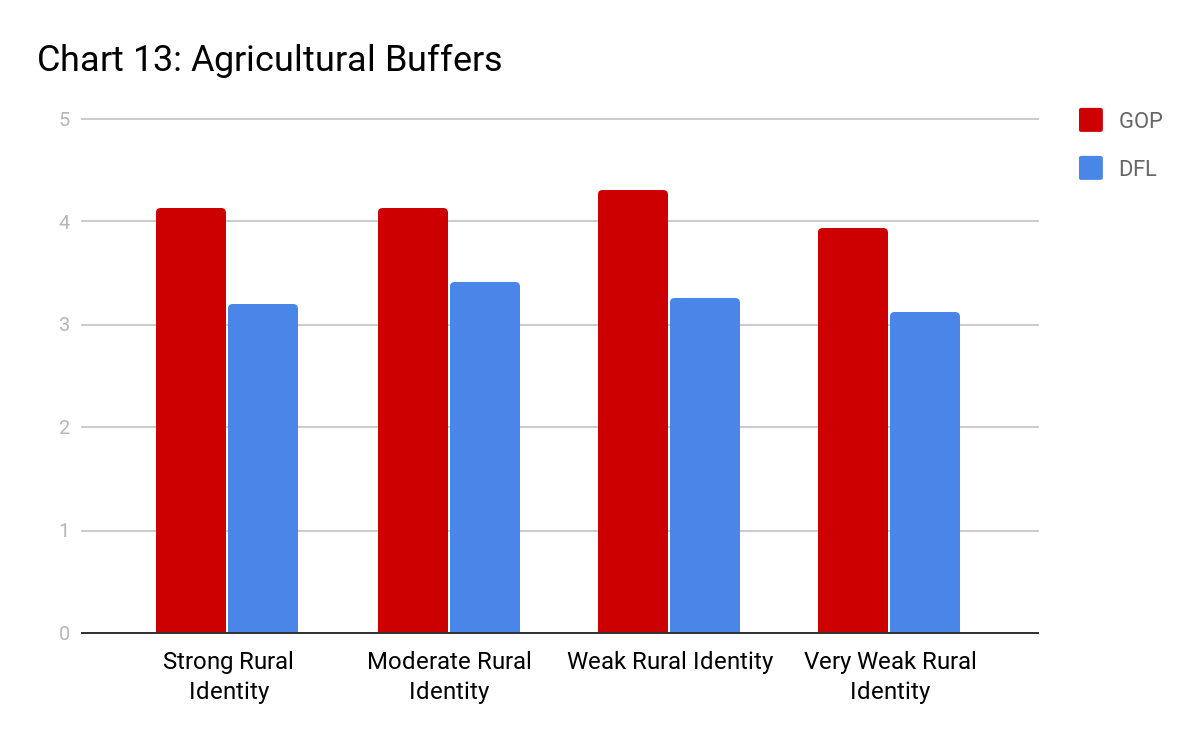 Chart 13: Agricultural Buffers
5
4
3
2
1
0
GOP
DFL
Strong Rural
Identity
Moderate Rural
Identity
Weak Rural Identity
Very Weak Rural
Identity